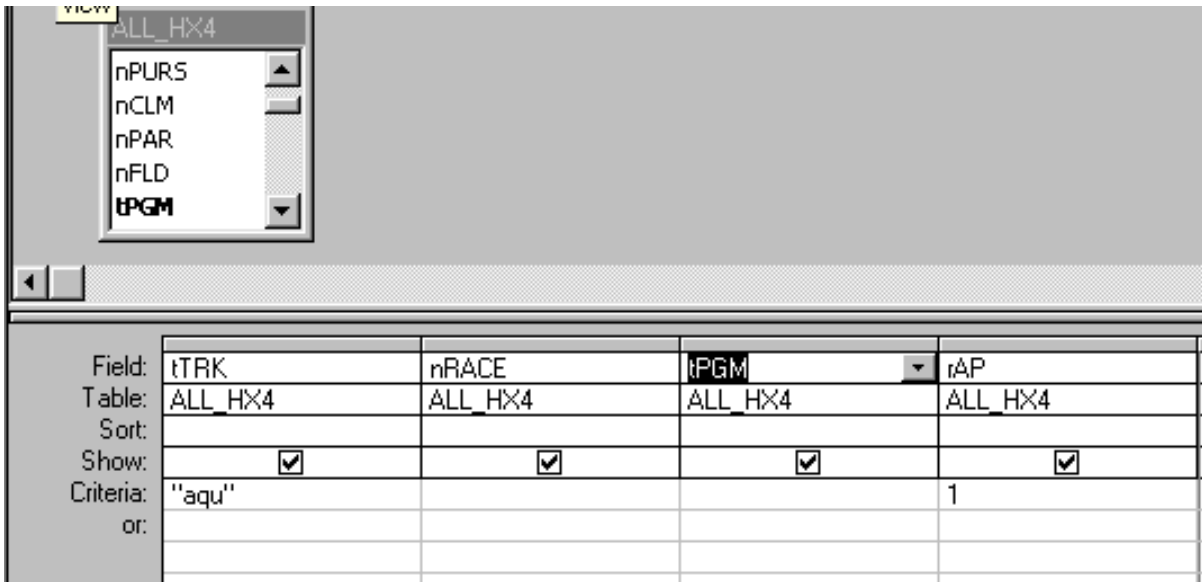 view
ALL_HX4
nPURS
nCLM
nPAR
nFLD
tPGM
Field: tTRK nRACE tPGM rAP
Table: ALL_HX4 ALL_HX4 ALL_HX4 ALL_HX4
Sort:
Show:
Criteria: "aqu" 1
or: